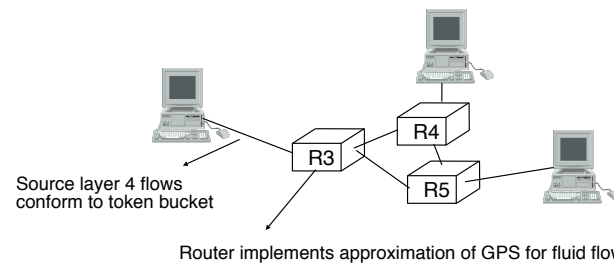 R4
R3
R5
Source layer 4 flows
conform to token bucket
Router implements approximation of GPS for fluid flow